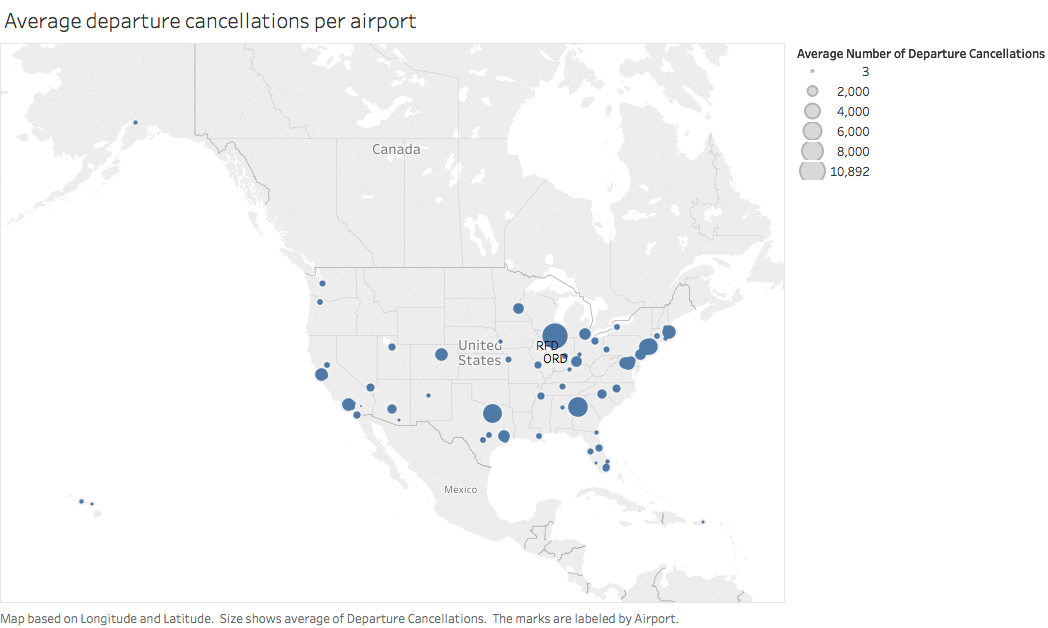 Average departure cancellations per airport
Average Number of Departure Cancellations
3
2,000
4,000
6,000
8,000
10,892
Canada
United
States
RFD
ORD
Mexico
Map based on Longitude and Latitude.  Size shows average of Departure Cancellations.  The marks are labeled by Airport.